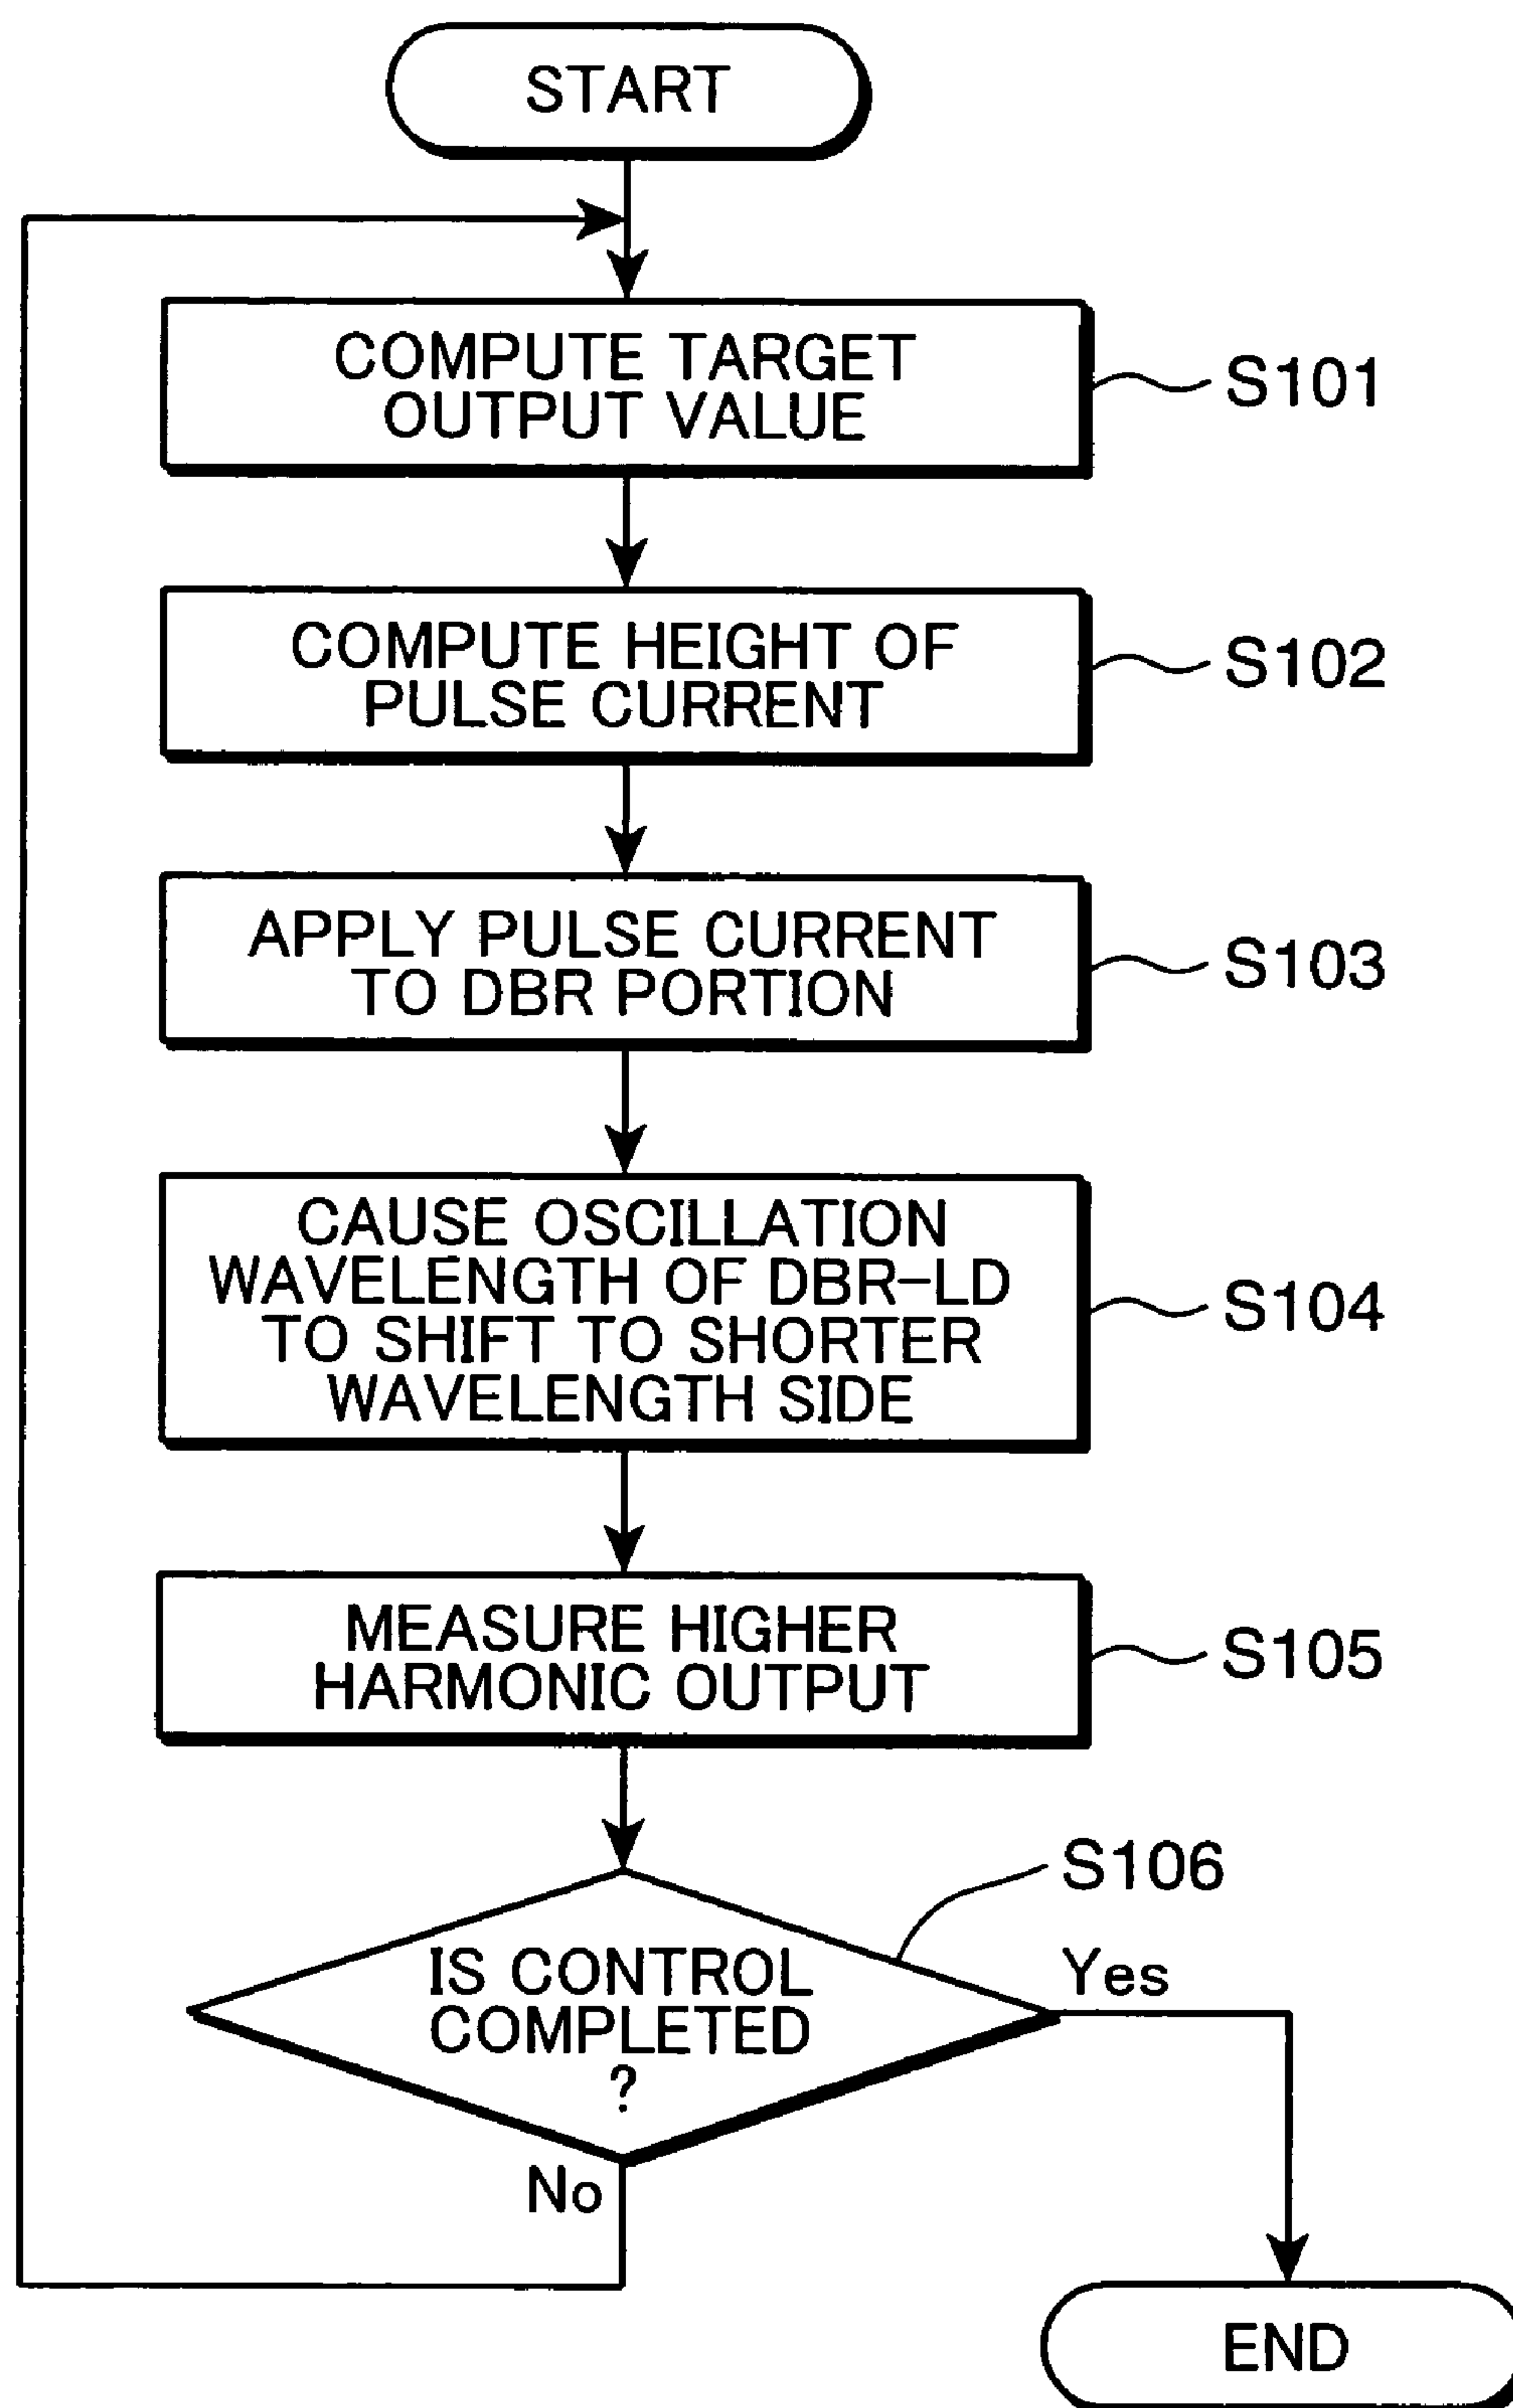 START
COMPUTE TARGET
OUTPUT VALUE
S101
COMPUTE HEIGHT OF
PULSE CURRENT
S102
APPLY PULSE CURRENT
TO DBR PORTION
S103
CAUSE OSCILLATION
WAVELENGTH OF DBR-LD
TO SHIFT TO SHORTER
WAVELENGTH SIDE
S104
MEASURE HIGHER
HARMONIC OUTPUT
S105
S106
IS CONTROL
COMPLETED
?
Yes
No
END